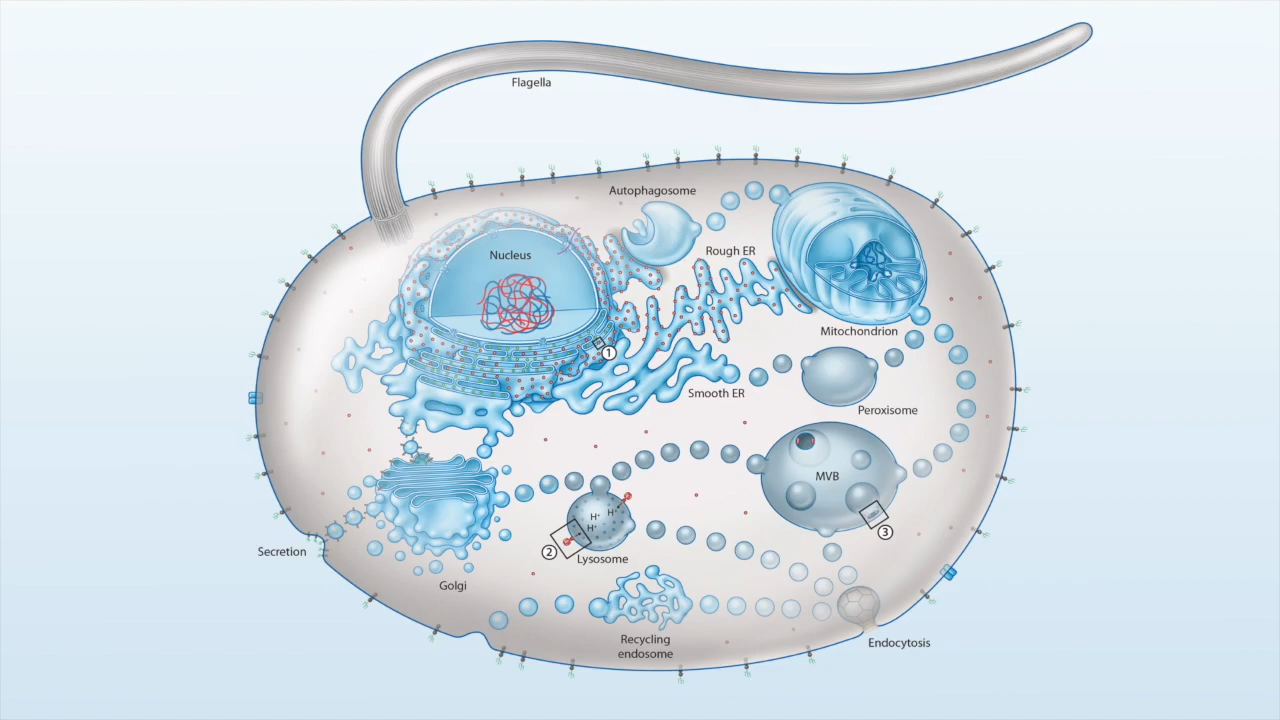 Flagella
Autophagosome
Nucleus
Rough ER
Mitochondrion
1
Smooth ER
Peroxisome
MVB
H⁺
H⁺
H⁺
3
2
Secretion
Lysosome
Golgi
Recycling
endosome
Endocytosis